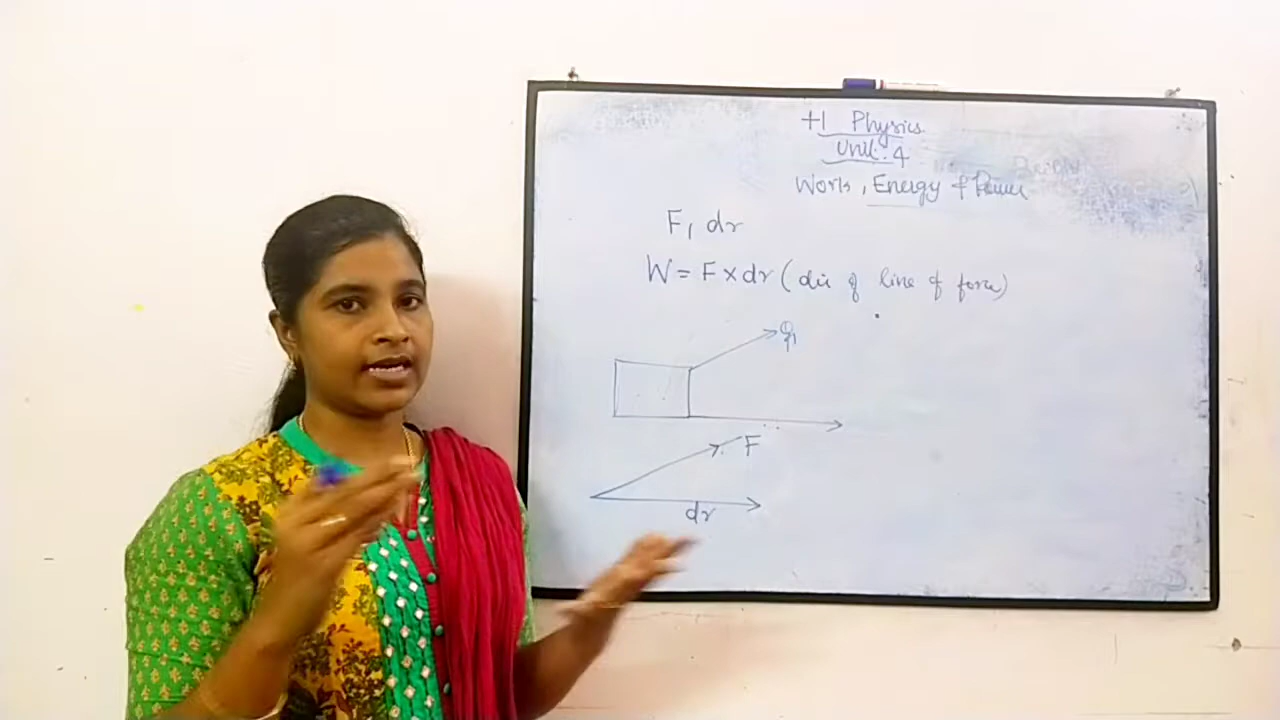 +1 Physics
Unit. 4
Work, Energy & Power
F, dr
W = F × dr (dir of line of force)
F
dr